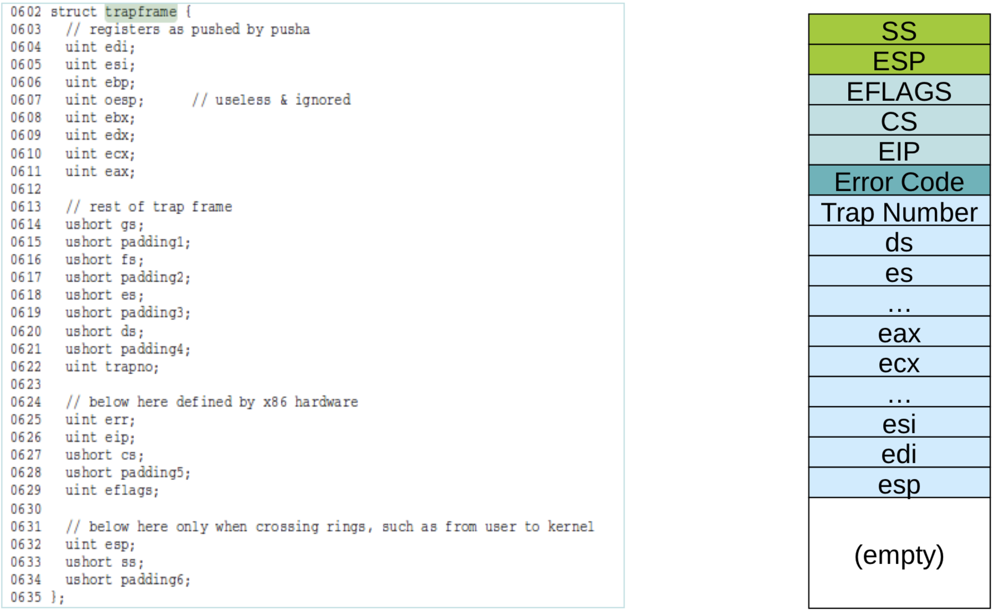 0602 struct trapframe {
0603   // registers as pushed by pusha
0604   uint edi;
0605   uint esi;
0606   uint ebp;
0607   uint oesp;      // useless & ignored
0608   uint ebx;
0609   uint edx;
0610   uint ecx;
0611   uint eax;
0612
0613   // rest of trap frame
0614   ushort gs;
0615   ushort padding1;
0616   ushort fs;
0617   ushort padding2;
0618   ushort es;
0619   ushort padding3;
0620   ushort ds;
0621   ushort padding4;
0622   uint trapno;
0623
0624   // below here defined by x86 hardware
0625   uint err;
0626   uint eip;
0627   ushort cs;
0628   ushort padding5;
0629   uint eflags;
0630
0631   // below here only when crossing rings, such as from user to kernel
0632   uint esp;
0633   ushort ss;
0634   ushort padding6;
0635 };
SS
ESP
EFLAGS
CS
EIP
Error Code
Trap Number
ds
es
…
eax
ecx
…
esi
edi
esp
(empty)